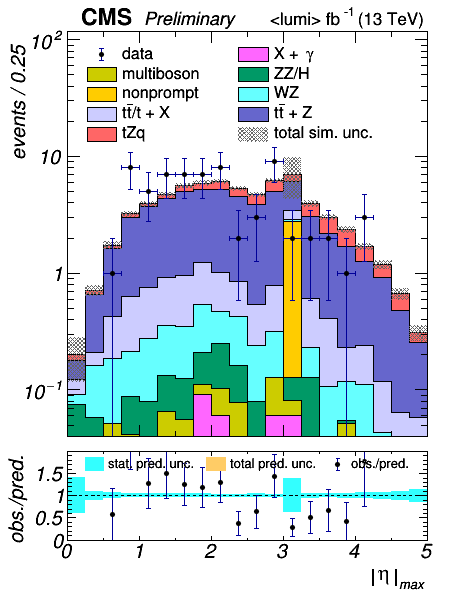 CMS Preliminary <lumi> fb⁻¹ (13 TeV)
events / 0.25
10²
10
1
10⁻¹
data
multiboson
nonprompt
tt̄/t + X
tZq
X + γ
ZZ/H
WZ
tt̄ + Z
total sim. unc.
obs./pred.
1.5
1
0.5
0
stat. pred. unc. total pred. unc. obs./pred.
0 1 2 3 4 5
|η|max